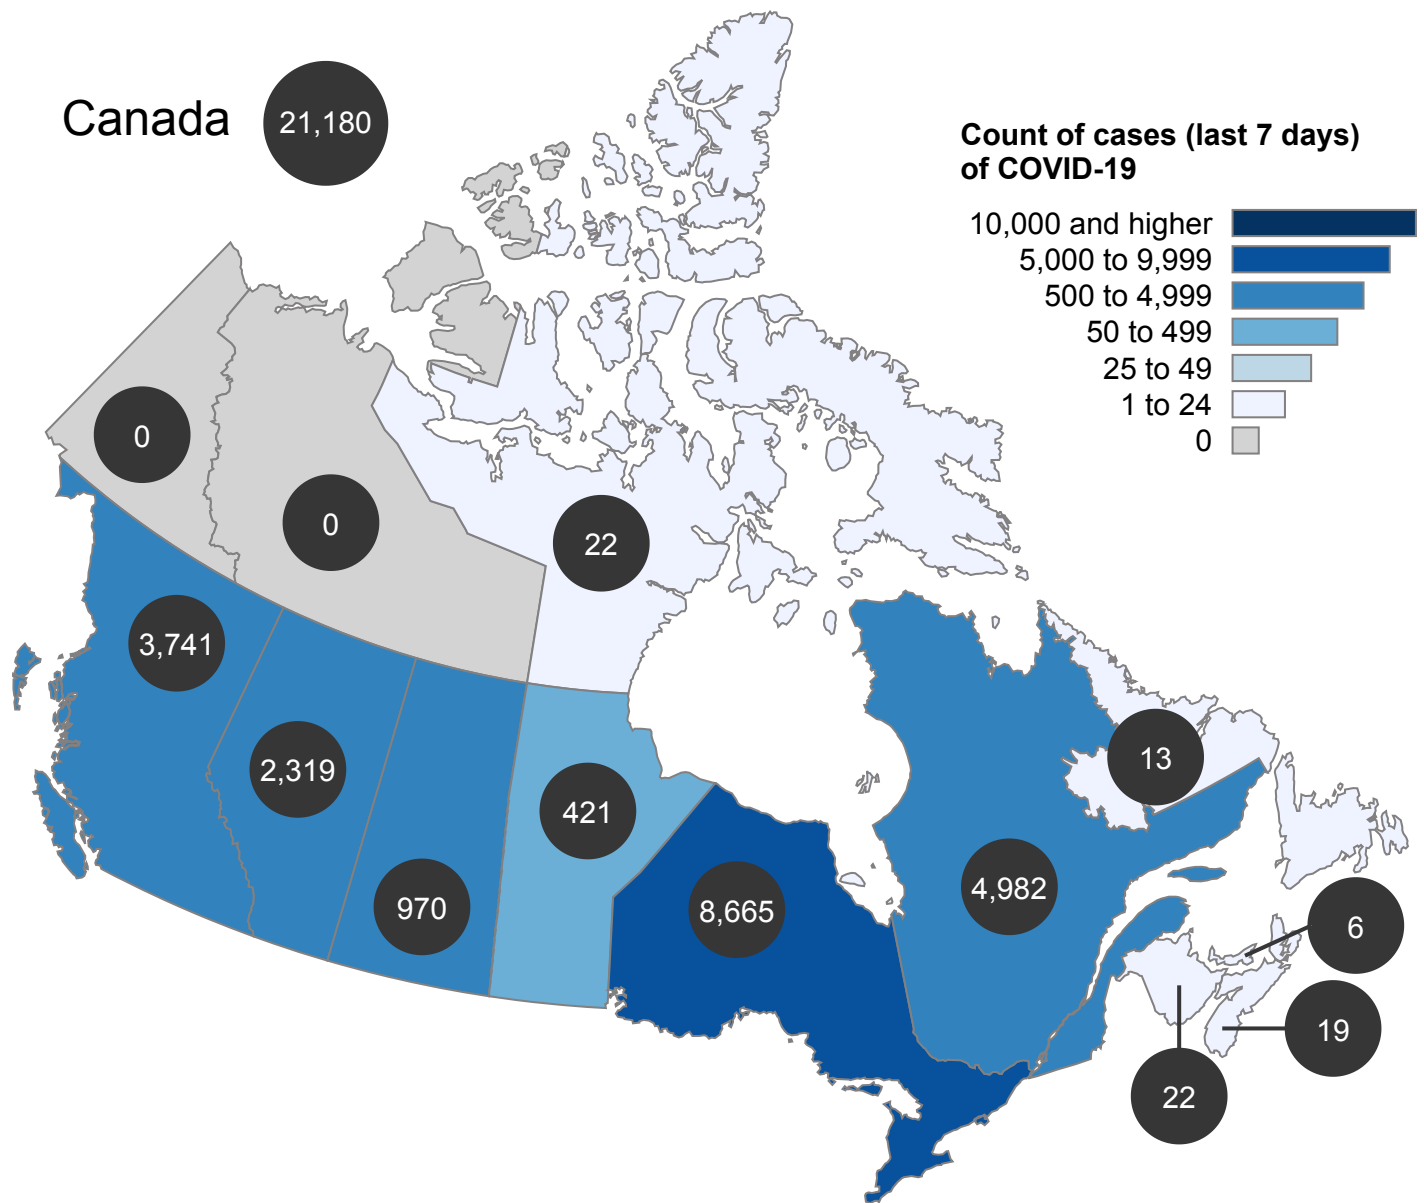 Canada
21,180
Count of cases (last 7 days)
of COVID-19
10,000 and higher
5,000 to 9,999
500 to 4,999
50 to 499
25 to 49
1 to 24
0
0
0
22
3,741
2,319
970
421
8,665
4,982
13
6
19
22